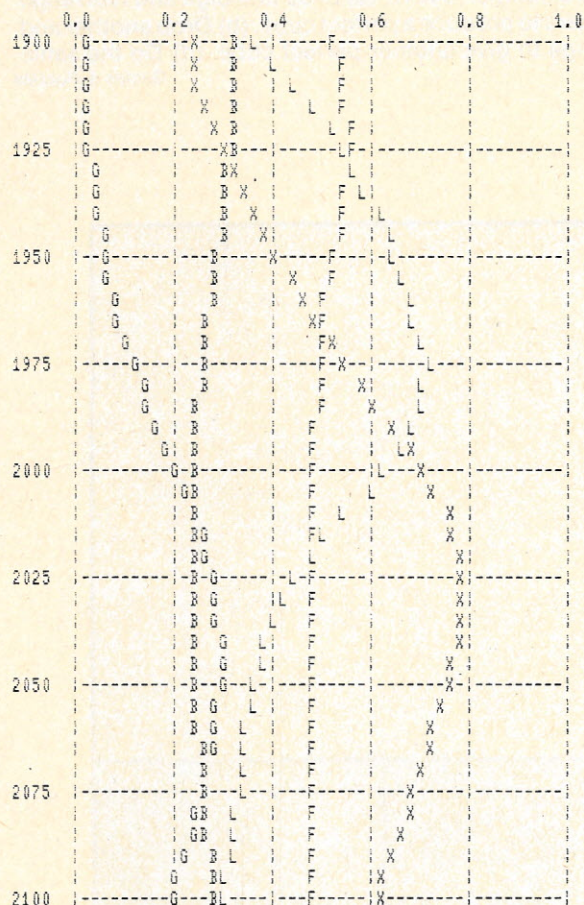 0.0       0.2       0.4       0.6       0.8       1.0
1900 |G--------|-X---B-L-|-----F---|---------|---------|
|G        | X   B   L      F  |         |         |
|G        | X   B   | L    F  |         |         |
|G        |  X  B   |   L  F  |         |         |
|G        |   X B   |     L F |         |         |
1925 |G--------|----XB---|------LF-|---------|---------|
| G       |    BX   |       L |         |         |
| G       |    B X  |      F L|         |         |
| G       |    B  X |      F  |L        |         |
|  G      |    B   X|      F  | L       |         |
1950 |--G------|---B-----X-----F---|-L-------|---------|
|  G      |   B     | X   F   |  L      |         |
|   G     |   B     |  X F    |   L     |         |
|   G     |  B      |   XF    |   L     |         |
|    G    |  B      |    FX   |    L    |         |
1975 |-----G---|--B------|----F-X--|-----L---|---------|
|      G  |  B      |    F   X|    L    |         |
|      G  | B       |    F    X    L    |         |
|       G | B       |   F     | X L     |         |
|        G| B       |   F     |  LX     |         |
2000 |---------G-B-------|---F-----|L---X----|---------|
|         |GB       |   F     L     X   |         |
|         | B       |   F  L  |       X |         |
|         | BG      |   FL    |       X |         |
|         | BG      |   L     |        X|         |
2025 |---------|-B-G-----|-L-F-----|--------X|---------|
|         | B G     |L  F     |        X|         |
|         | B G     L   F     |        X|         |
|         | B  G   L|   F     |        X|         |
|         | B  G   L|   F     |       X |         |
2050 |---------|-B--G--L-|---F-----|-------X-|---------|
|         | B G   L |   F     |      X  |         |
|         | B G  L  |   F     |     X   |         |
|         |  BG  L  |   F     |     X   |         |
|         |  B   L  |   F     |    X    |         |
2075 |---------|--B---L--|---F-----|---X-----|---------|
|         | GB  L   |   F     |   X     |         |
|         | GB  L   |   F     |  X      |         |
|         |G  B L   |   F     | X       |         |
|         G   B L   |   F     |X        |         |
2100 |---------G---BL----|---F-----|X--------|---------|